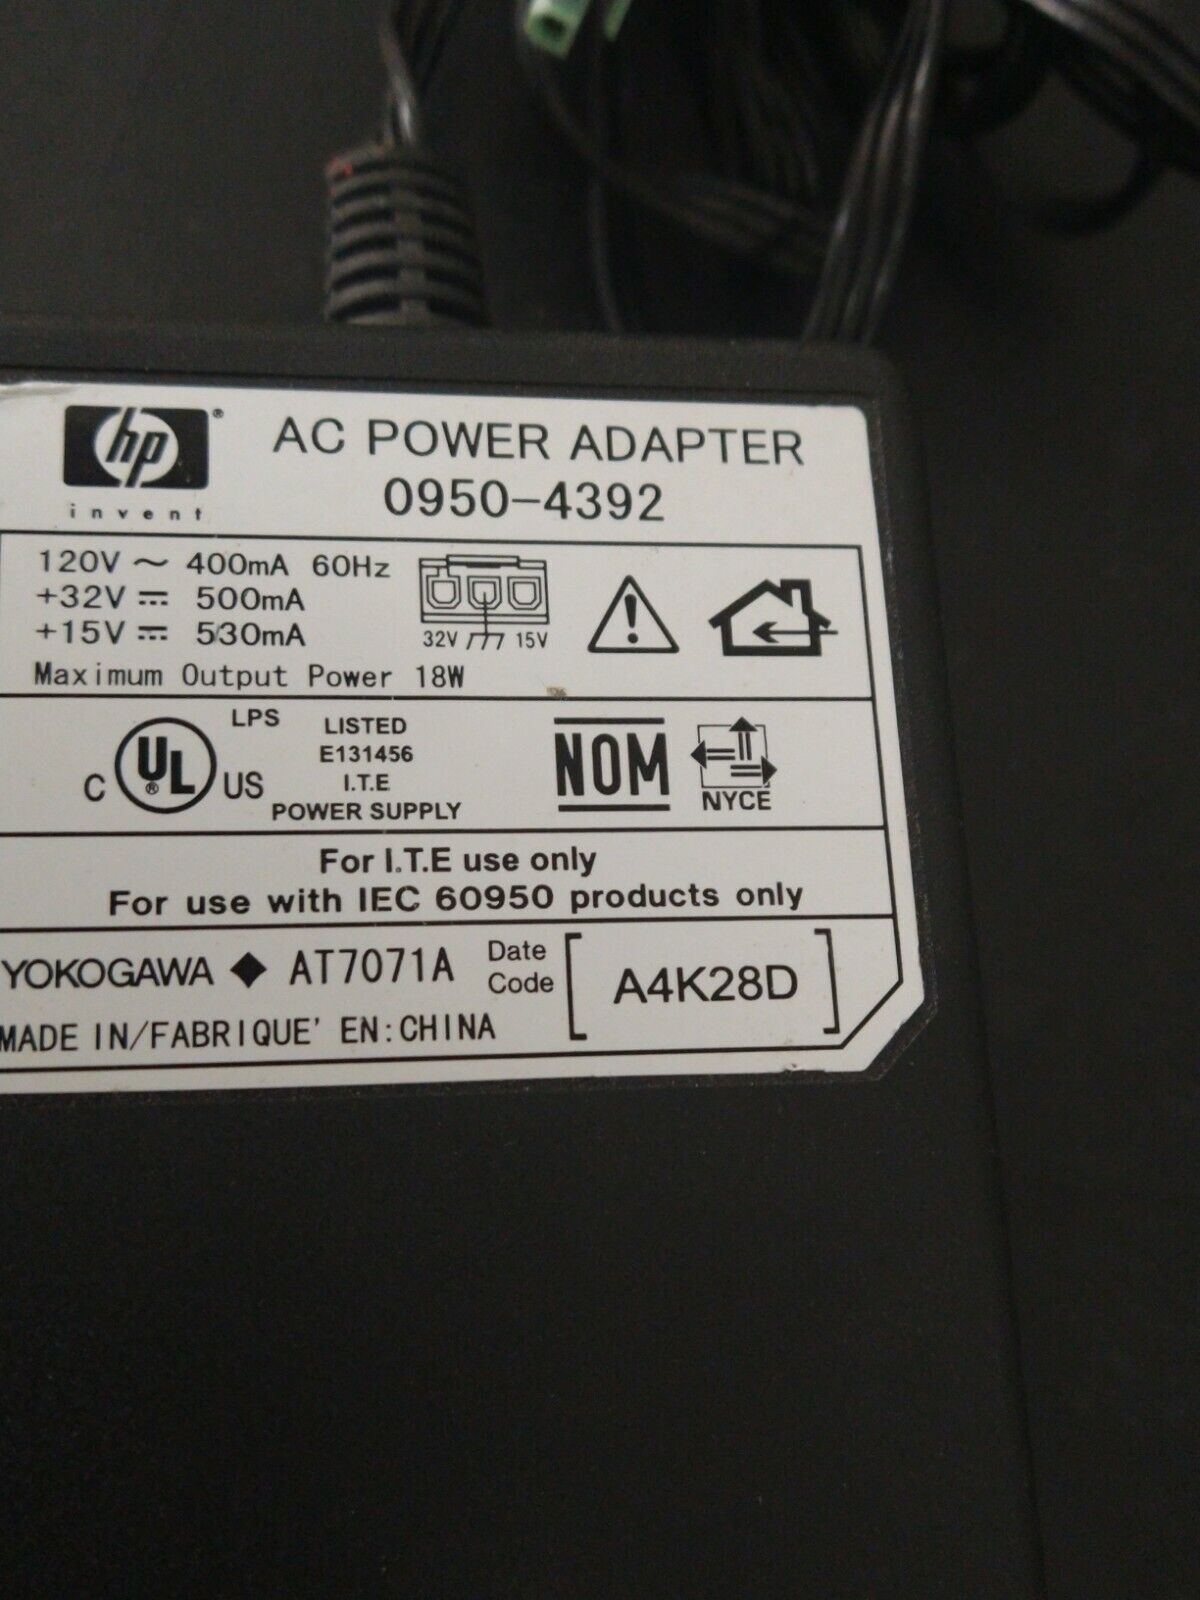 hp®
invent
AC POWER ADAPTER
0950-4392
120V ~ 400mA 60Hz
+32V ⎓ 500mA
+15V ⎓ 530mA
32V 15V
Maximum Output Power 18W
C UL® US
LPS
LISTED
E131456
I.T.E
POWER SUPPLY
NOM
NYCE
For I.T.E use only
For use with IEC 60950 products only
YOKOGAWA ◆ AT7071A
Date
Code
A4K28D
MADE IN/FABRIQUE' EN:CHINA